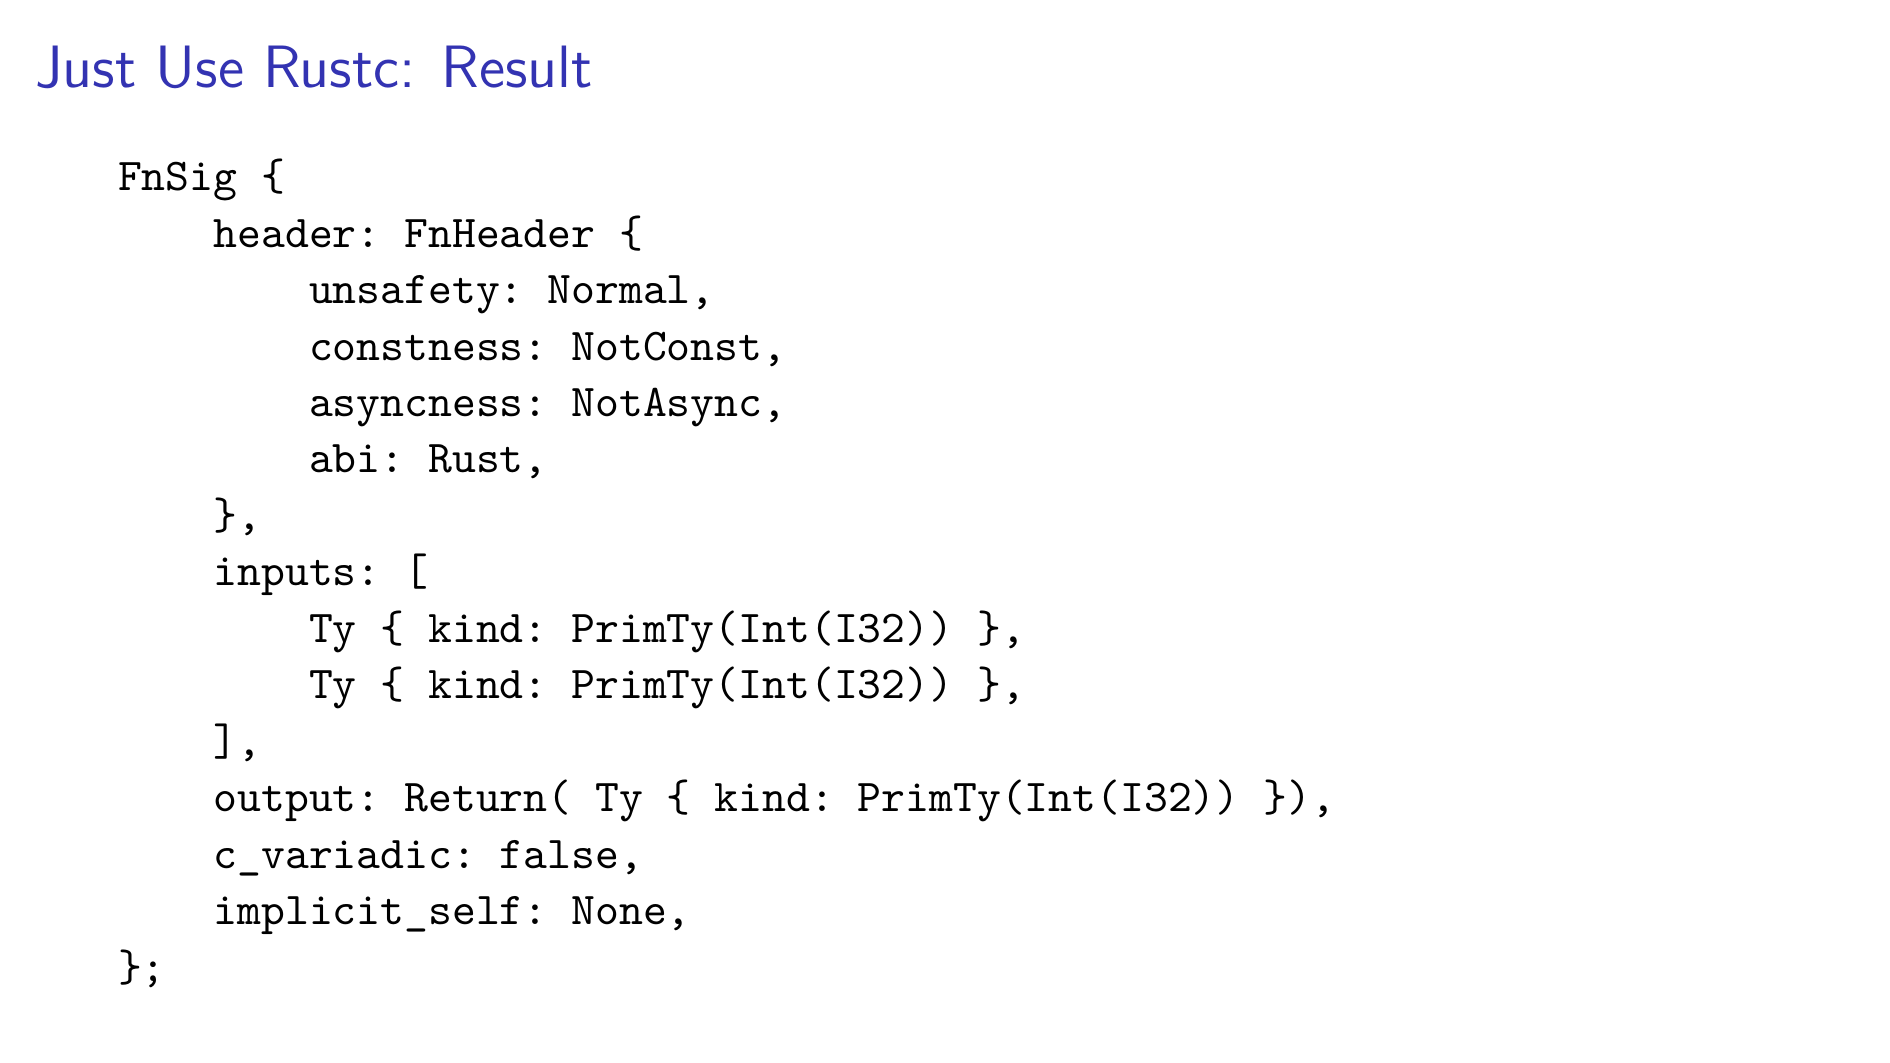 Just Use Rustc: Result
FnSig {
    header: FnHeader {
        unsafety: Normal,
        constness: NotConst,
        asyncness: NotAsync,
        abi: Rust,
    },
    inputs: [
        Ty { kind: PrimTy(Int(I32)) },
        Ty { kind: PrimTy(Int(I32)) },
    ],
    output: Return( Ty { kind: PrimTy(Int(I32)) }),
    c_variadic: false,
    implicit_self: None,
};